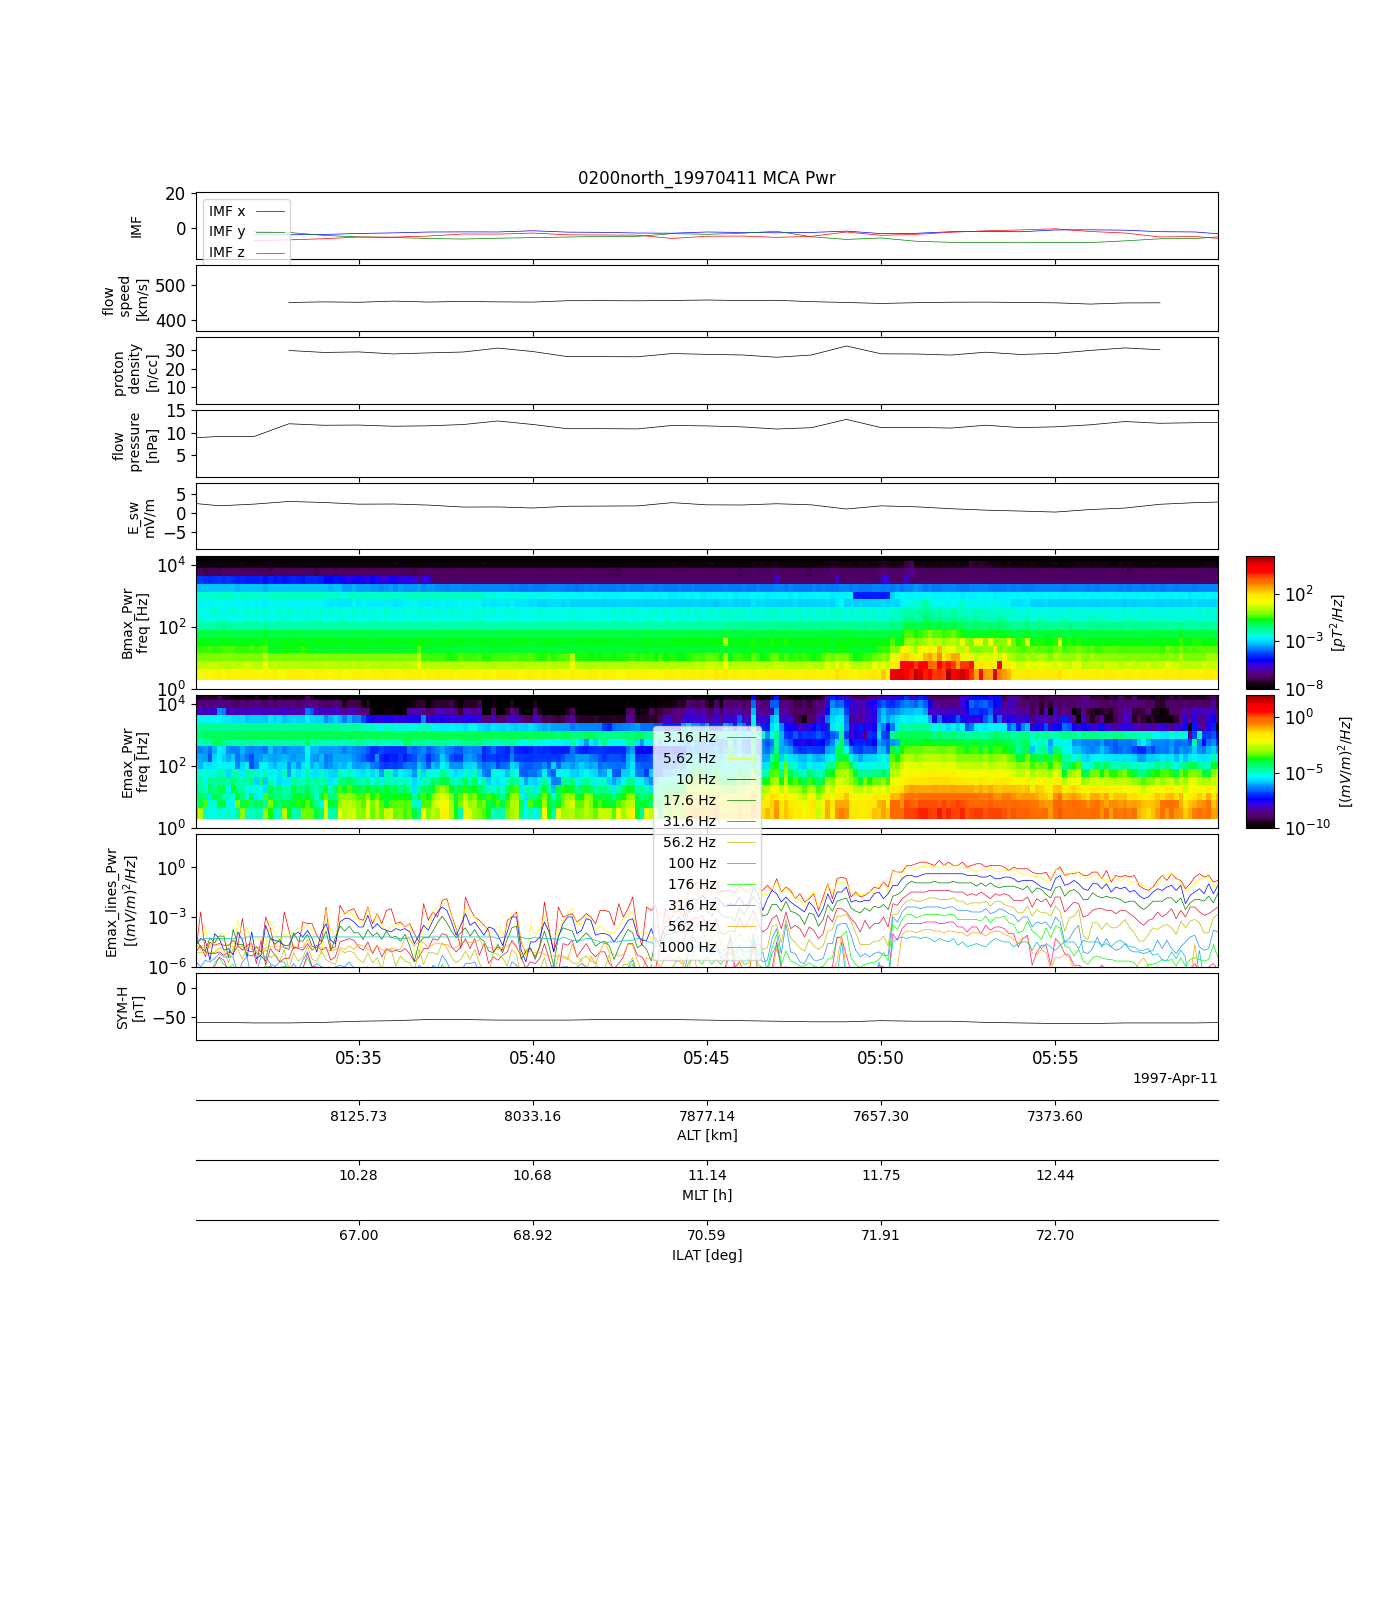 0200north_19970411 MCA Pwr
20
0
IMF
IMF x
IMF y
IMF z
500
400
flow
speed
[km/s]
30
20
10
proton
density
[n/cc]
15
10
5
flow
pressure
[nPa]
5
0
−5
E_sw
mV/m
10^4
10^2
10^0
Bmax_Pwr
freq [Hz]
10^2
10^−3
10^−8
[pT^2/Hz]
10^4
10^2
10^0
Emax_Pwr
freq [Hz]
10^0
10^−5
10^−10
[(mV/m)^2/Hz]
3.16 Hz
5.62 Hz
10 Hz
17.6 Hz
31.6 Hz
56.2 Hz
100 Hz
176 Hz
316 Hz
562 Hz
1000 Hz
10^0
10^−3
10^−6
Emax_lines_Pwr
[(mV/m)^2/Hz]
0
−50
SYM-H
[nT]
05:35 05:40 05:45 05:50 05:55
1997-Apr-11
8125.73 8033.16 7877.14 7657.30 7373.60
ALT [km]
10.28 10.68 11.14 11.75 12.44
MLT [h]
67.00 68.92 70.59 71.91 72.70
ILAT [deg]